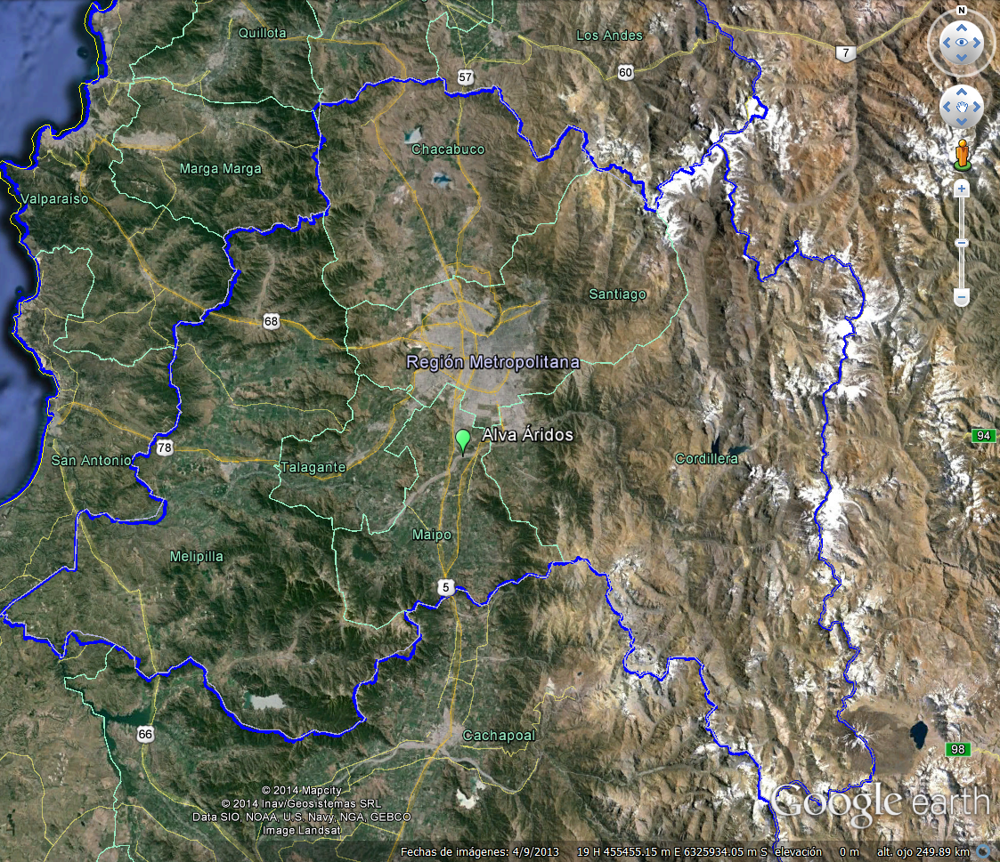 N
Quillota
Los Andes
7
57
60
Chacabuco
Marga Marga
Valparaíso
Santiago
68
Región Metropolitana
Alva Áridos
94
78
San Antonio
Talagante
Cordillera
Maipo
Melipilla
5
66
Cachapoal
98
© 2014 Mapcity
© 2014 Inav/Geosistemas SRL
Data SIO, NOAA, U.S. Navy, NGA, GEBCO
Image Landsat
Google earth
Fechas de imágenes: 4/9/2013 19 H 455455.15 m E 6325934.05 m S elevación 0 m alt. ojo 249.89 km